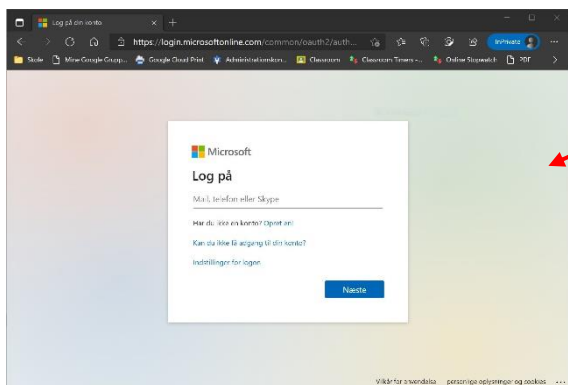 Log på din konto
https://login.microsoftonline.com/common/oauth2/auth...
InPrivate
Skole Mine Google Grupp... Google Cloud Print Administrationskon... Classroom Classroom Timers -... Online Stopwatch PDF
Microsoft
Log på
Mail, telefon eller Skype
Har du ikke en konto? Opret en!
Kan du ikke få adgang til din konto?
Indstillinger for logon
Næste
Vilkår for anvendelse personlige oplysninger og cookies ...